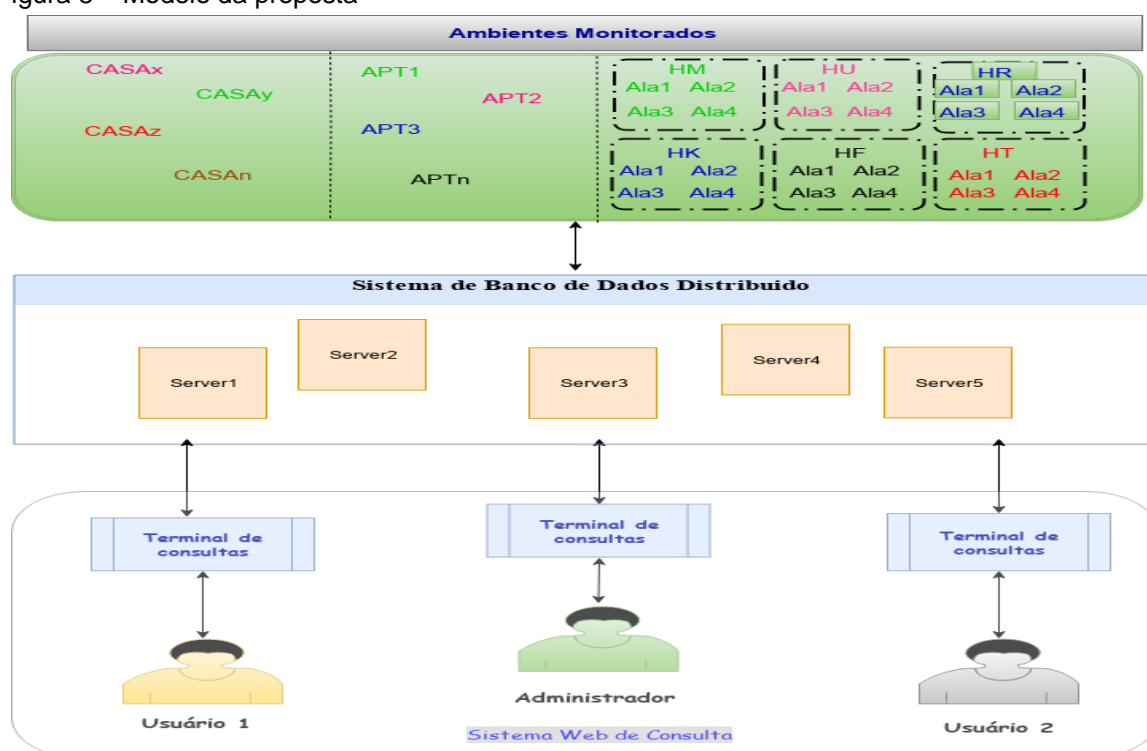 igura 3 – Modelo da proposta
Ambientes Monitorados
CASAx
CASAy
CASAz
CASAn
APT1
APT2
APT3
APTn
HM
Ala1 Ala2
Ala3 Ala4
HU
Ala1 Ala2
Ala3 Ala4
HR
Ala1 Ala2
Ala3 Ala4
HK
Ala1 Ala2
Ala3 Ala4
HF
Ala1 Ala2
Ala3 Ala4
HT
Ala1 Ala2
Ala3 Ala4
Sistema de Banco de Dados Distribuido
Server1
Server2
Server3
Server4
Server5
Terminal de
consultas
Terminal de
consultas
Terminal de
consultas
Usuário 1
Administrador
Usuário 2
Sistema Web de Consulta